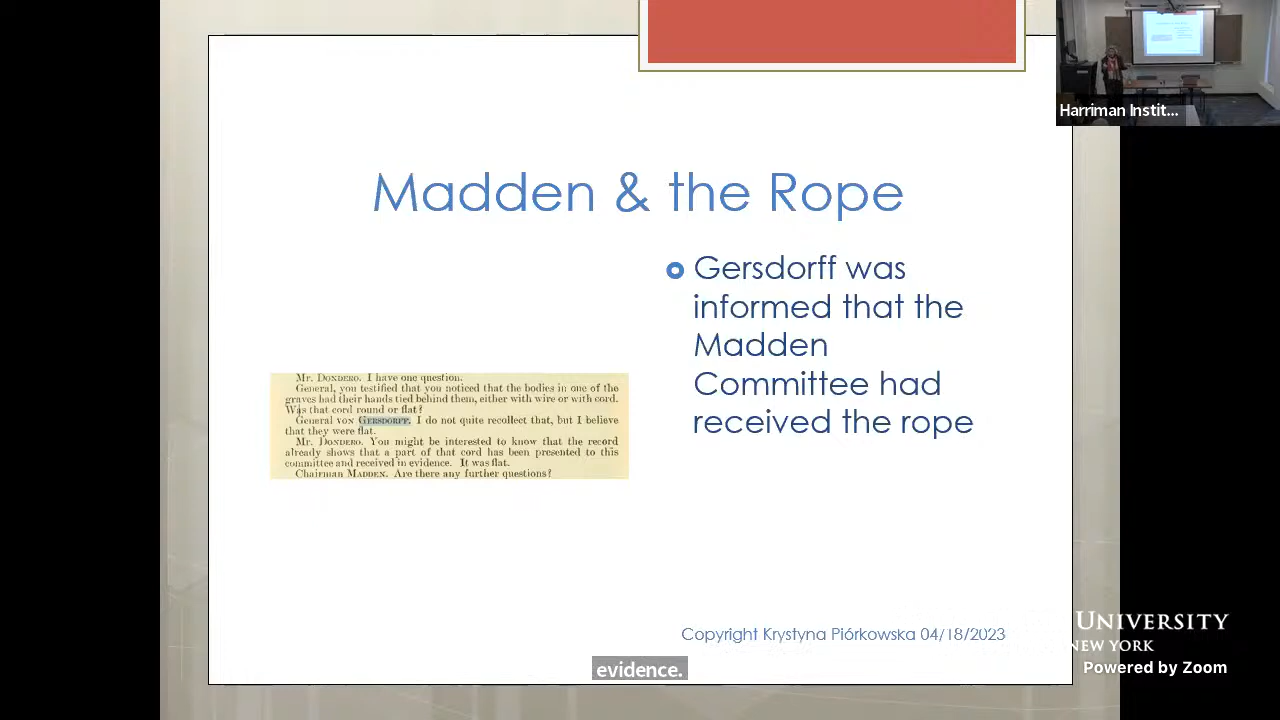 Harriman Instit...
Madden & the Rope
Gersdorff was
informed that the
Madden
Committee had
received the rope
Mr. DONDERO. I have one question.
General, you testified that you noticed that the bodies in one of the
graves had their hands tied behind them, either with wire or with cord.
Was that cord round or flat?
General von GERSDORFF. I do not quite recollect that, but I believe
that they were flat.
Mr. DONDERO. You might be interested to know that the record
already shows that a part of that cord has been presented to this
committee and received in evidence. It was flat.
Chairman MADDEN. Are there any further questions?
Copyright Krystyna Piórkowska 04/18/2023
UNIVERSITY
NEW YORK
Powered by Zoom
evidence.